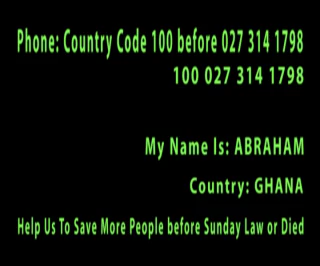 Phone: Country Code 100 before 027 314 1798
100 027 314 1798
My Name Is: ABRAHAM
Country: GHANA
Help Us To Save More People before Sunday Law or Died